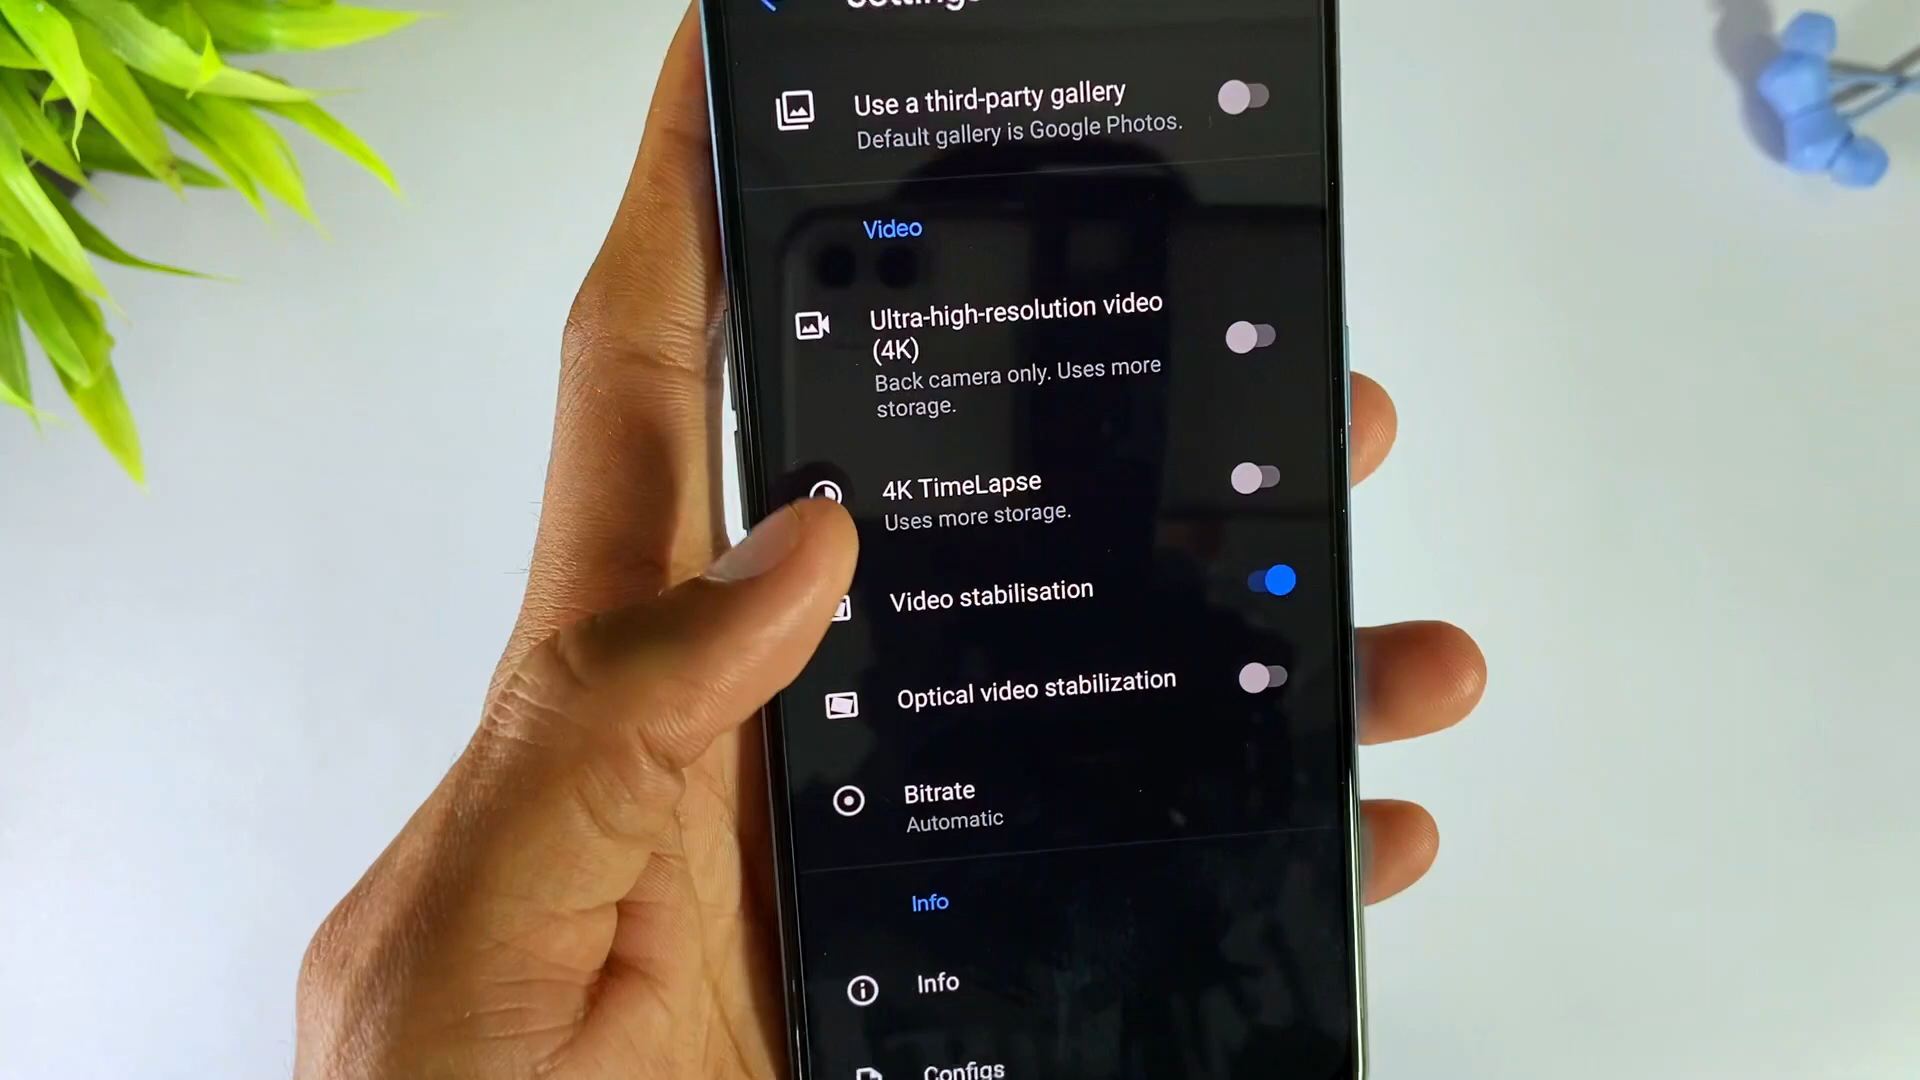 Settings
Use a third-party gallery
Default gallery is Google Photos.
Video
Ultra-high-resolution video
(4K)
Back camera only. Uses more
storage.
4K TimeLapse
Uses more storage.
Video stabilisation
Optical video stabilization
Bitrate
Automatic
Info
Info
Configs